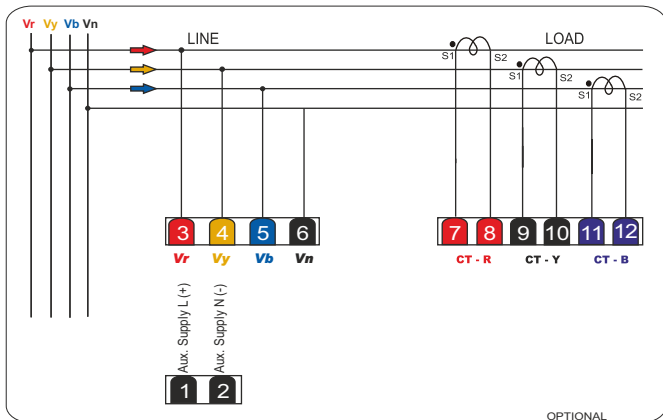 Vr Vy Vb Vn
LINE LOAD
S1 S2
S1 S2
S1 S2
3 4 5 6 7 8 9 10 11 12
Vr Vy Vb Vn CT - R CT - Y CT - B
Aux. Supply L (+)
Aux. Supply N (-)
1 2
OPTIONAL